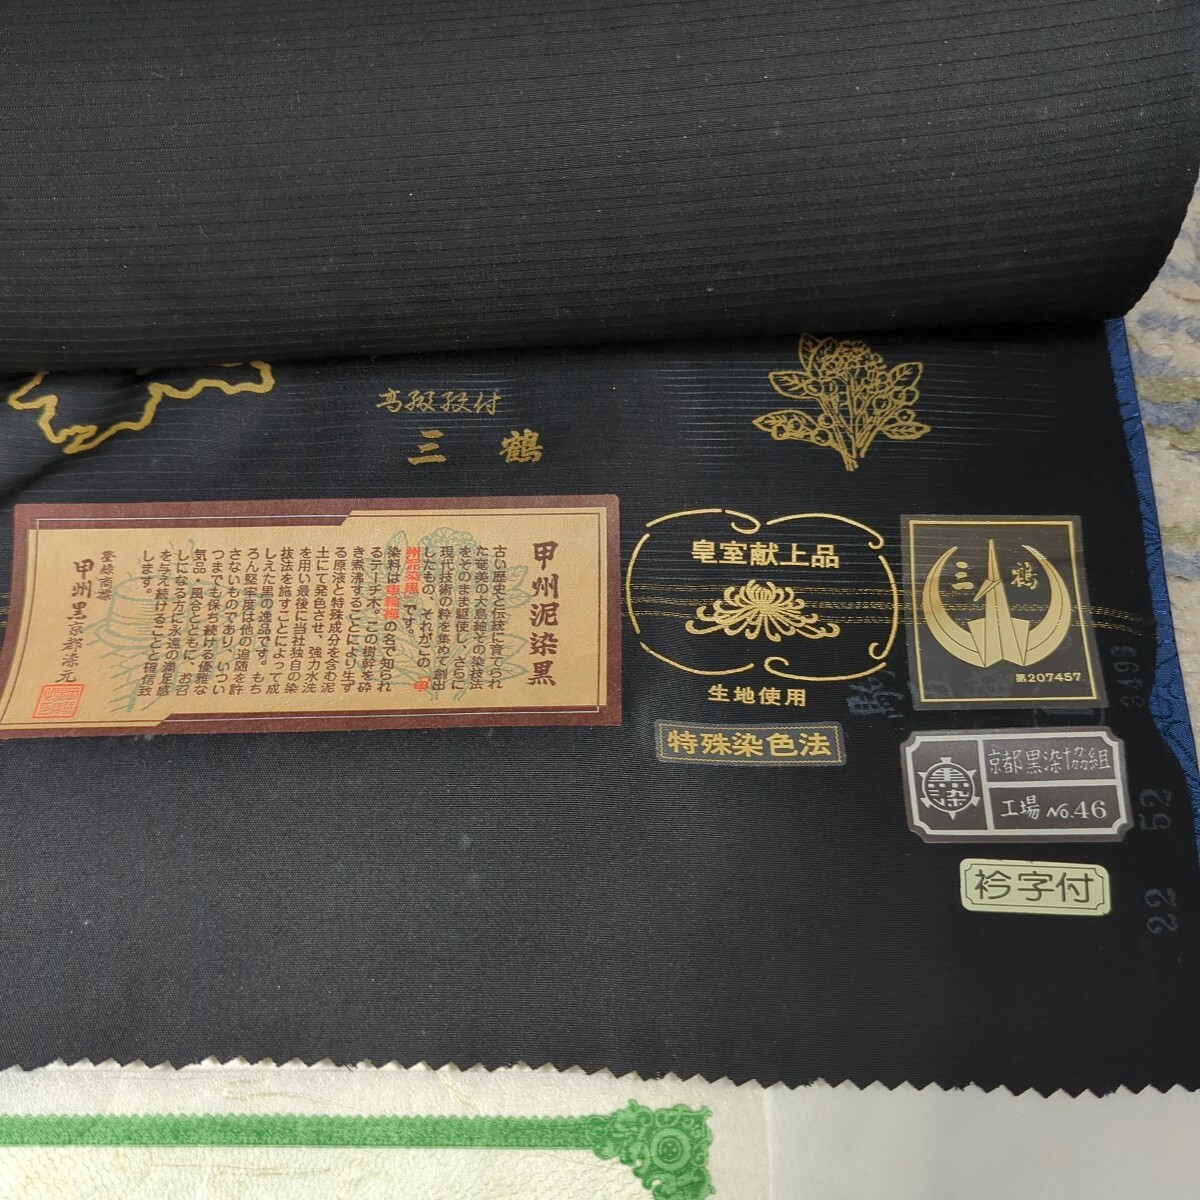 高級紋付
三鶴
甲州泥染黒
古い歴史と伝統に育てられ
た奄美の大島紬その染技法
をそのまま駆使し、さらに
現代技術の粋を集めて創出
したもの、それがこの「甲
州泥染黒」です。
染料は車輪梅の名で知られ
るテーチ木。この樹幹を砕
き煮沸することにより生ず
る原液と特殊成分を含む泥
土にて発色させ、強力水洗
を用い最後に当社独自の染
抜法を施すことによって成
しえた黒の逸品です。もち
ろん堅牢度は他の追随を許
さないものであり、いつい
つまでも保ち続ける優雅な
気品・風合とともに、お召
しになる方に永遠の満足感
を与え続けることと確信致
します。
登録商標
甲州黒京都染元
皇室献上品
生地使用
特殊染色法
三鶴
第207457
京都黒染協組
黒染
工場 No.46
衿字付
3493
52
22